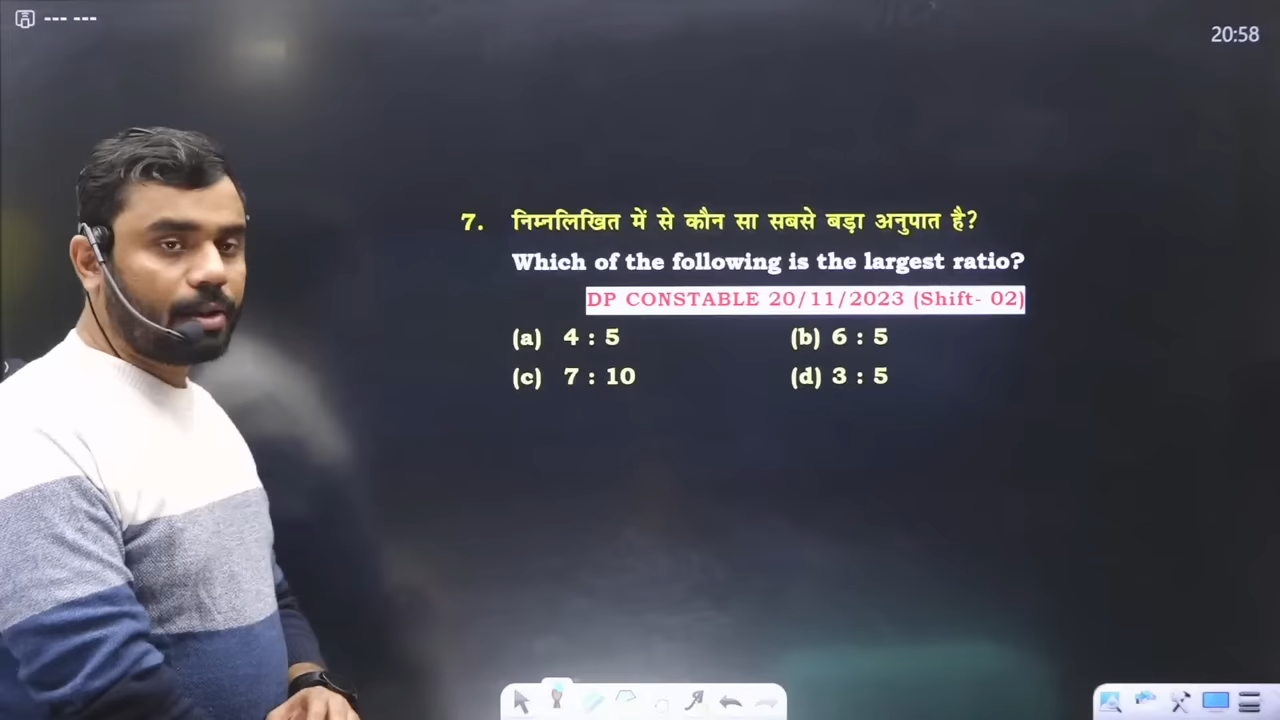 20:58
7. निम्नलिखित में से कौन सा सबसे बड़ा अनुपात है?
Which of the following is the largest ratio?
DP CONSTABLE 20/11/2023 (Shift- 02)
(a) 4 : 5 (b) 6 : 5
(c) 7 : 10 (d) 3 : 5